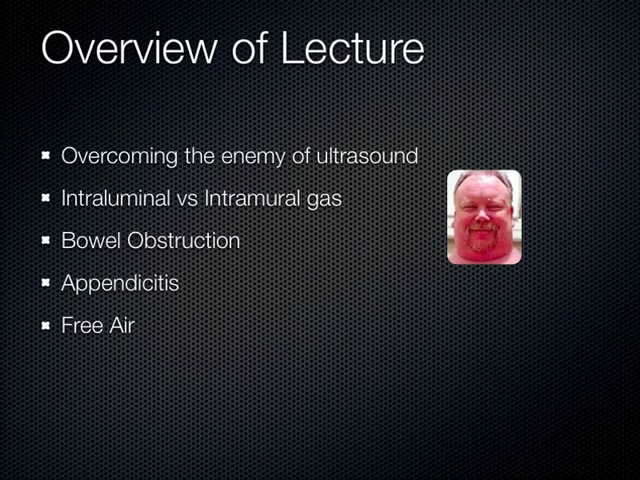 Overview of Lecture
Overcoming the enemy of ultrasound
Intraluminal vs Intramural gas
Bowel Obstruction
Appendicitis
Free Air